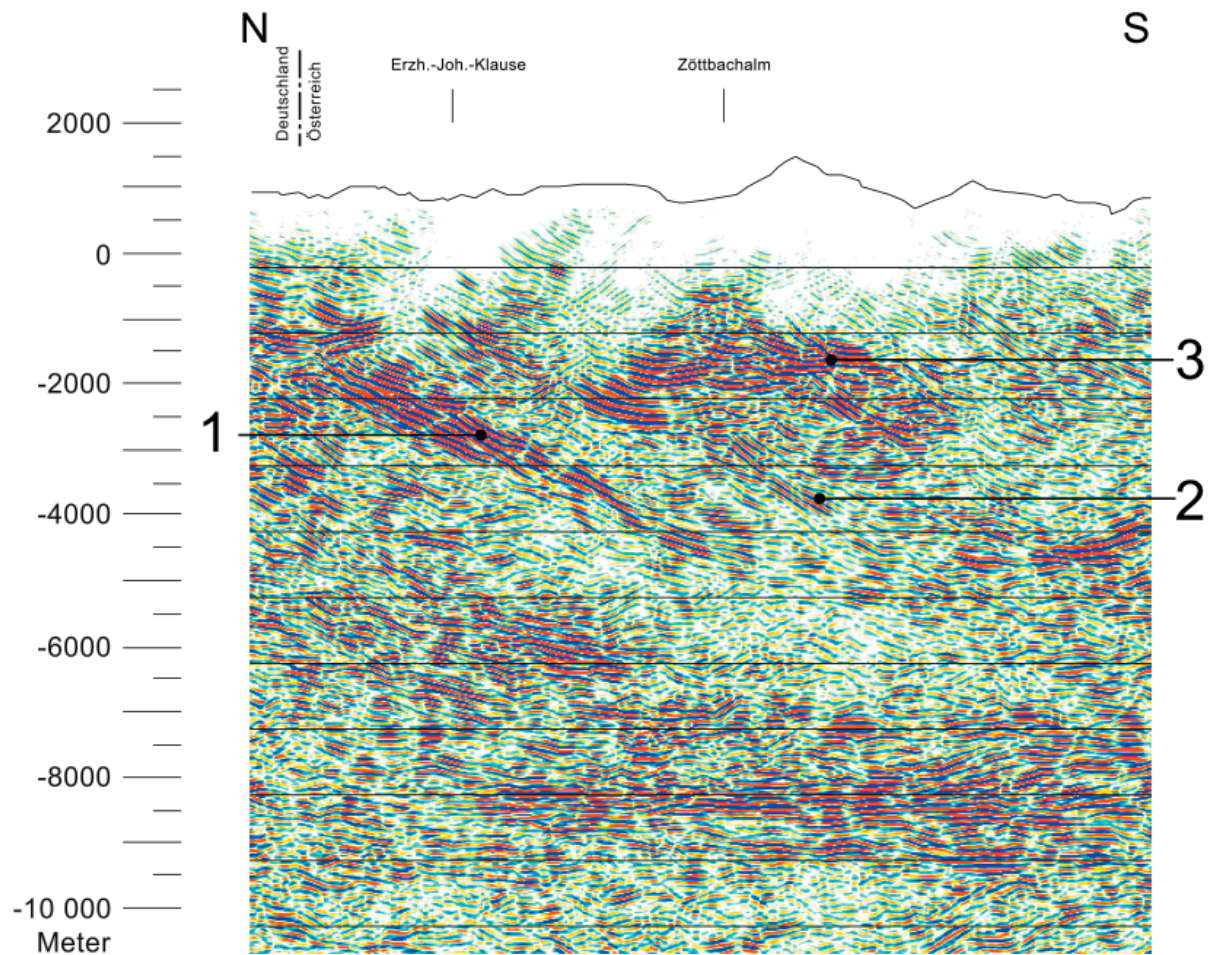 N
S
Deutschland
Österreich
Erzh.-Joh.-Klause
Zöttbachalm
2000
0
-2000
-4000
-6000
-8000
-10 000
Meter
1
3
2